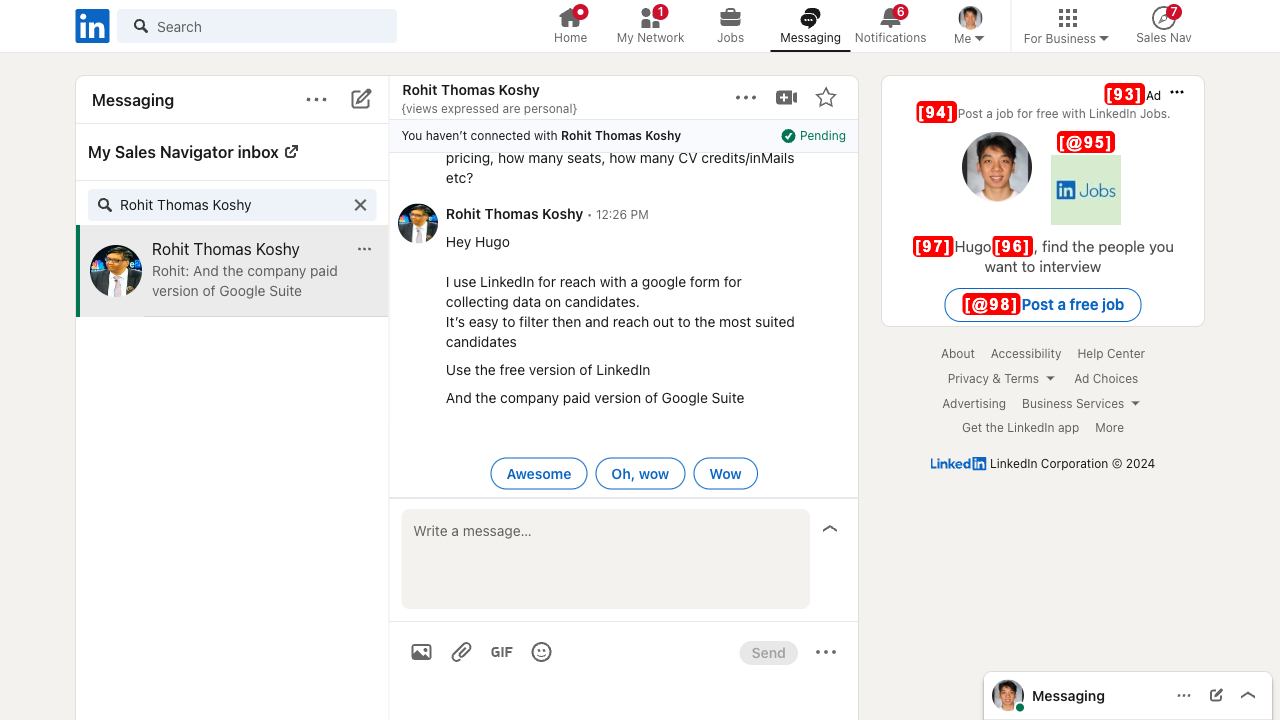 in
Search
1
6
7
Home
My Network
Jobs
Messaging
Notifications
Me
For Business
Sales Nav
Messaging
My Sales Navigator inbox
Rohit Thomas Koshy
Rohit Thomas Koshy
Rohit: And the company paid
version of Google Suite
Rohit Thomas Koshy
{views expressed are personal}
You haven't connected with Rohit Thomas Koshy
Pending
pricing, how many seats, how many CV credits/inMails
etc?
Rohit Thomas Koshy • 12:26 PM
Hey Hugo
I use LinkedIn for reach with a google form for
collecting data on candidates.
It's easy to filter then and reach out to the most suited
candidates
Use the free version of LinkedIn
And the company paid version of Google Suite
Awesome
Oh, wow
Wow
Write a message...
GIF
Send
[93] Ad
[94] Post a job for free with LinkedIn Jobs.
[@95]
in Jobs
[97] Hugo [96], find the people you
want to interview
[@98] Post a free job
About Accessibility Help Center
Privacy & Terms Ad Choices
Advertising Business Services
Get the LinkedIn app More
LinkedIn LinkedIn Corporation © 2024
Messaging